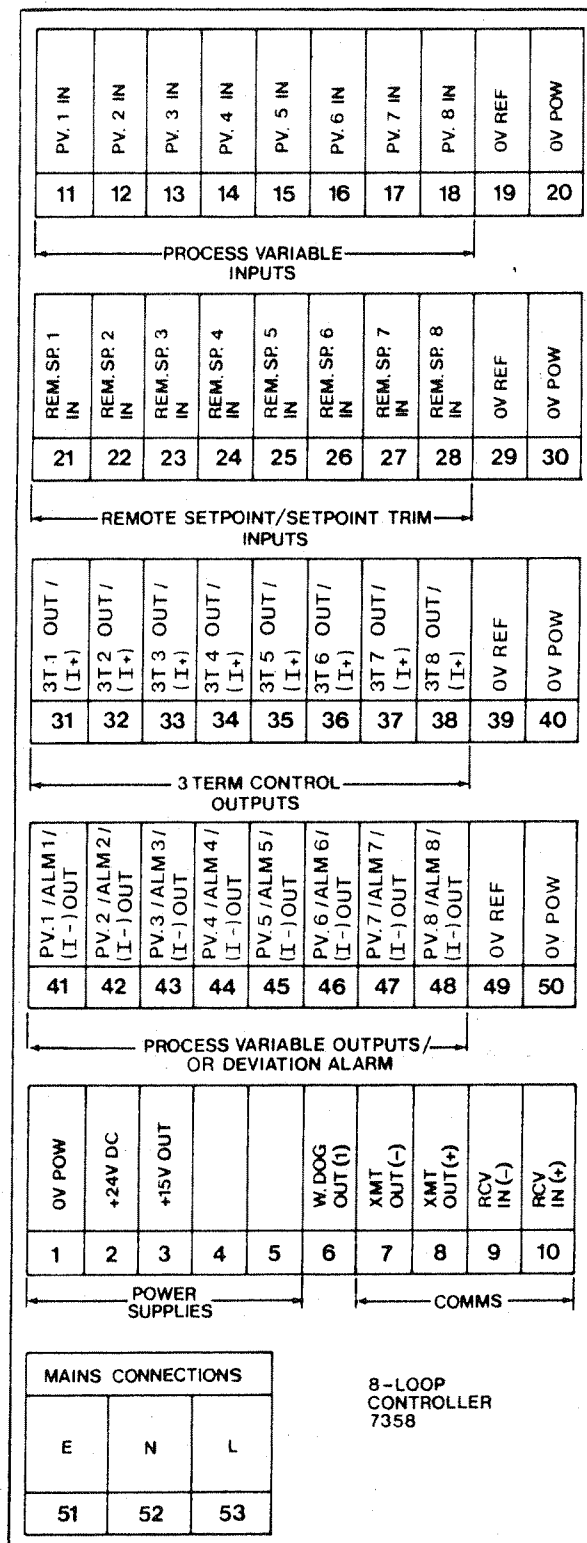 PV. 1 IN PV. 2 IN PV. 3 IN PV. 4 IN PV. 5 IN PV. 6 IN PV. 7 IN PV. 8 IN 0V REF 0V POW
11 12 13 14 15 16 17 18 19 20
PROCESS VARIABLE
INPUTS
REM. SP. 1 IN REM. SP. 2 IN REM. SP. 3 IN REM. SP. 4 IN REM. SP. 5 IN REM. SP. 6 IN REM. SP. 7 IN REM. SP. 8 IN 0V REF 0V POW
21 22 23 24 25 26 27 28 29 30
REMOTE SETPOINT/SETPOINT TRIM
INPUTS
3T 1 OUT / (I+) 3T 2 OUT / (I+) 3T 3 OUT / (I+) 3T 4 OUT / (I+) 3T 5 OUT / (I+) 3T 6 OUT / (I+) 3T 7 OUT / (I+) 3T 8 OUT / (I+) 0V REF 0V POW
31 32 33 34 35 36 37 38 39 40
3 TERM CONTROL
OUTPUTS
PV.1 /ALM 1/ (I-) OUT PV.2 /ALM 2/ (I-) OUT PV.3 /ALM 3/ (I-) OUT PV.4 /ALM 4/ (I-) OUT PV.5 /ALM 5/ (I-) OUT PV.6 /ALM 6/ (I-) OUT PV.7 /ALM 7/ (I-) OUT PV.8 /ALM 8/ (I-) OUT 0V REF 0V POW
41 42 43 44 45 46 47 48 49 50
PROCESS VARIABLE OUTPUTS/
OR DEVIATION ALARM
0V POW +24V DC +15V OUT W. DOG OUT (1) XMT OUT (-) XMT OUT (+) RCV IN (-) RCV IN (+)
1 2 3 4 5 6 7 8 9 10
POWER
SUPPLIES
COMMS
MAINS CONNECTIONS
E N L
51 52 53
8-LOOP
CONTROLLER
7358